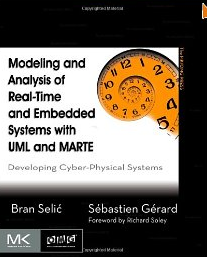 Modeling and
Analysis of
Real-Time
and Embedded
Systems with
UML and MARTE
Developing Cyber-Physical Systems
Bran Selić
Sébastien Gérard
Foreword by Richard Soley
MK
OMG